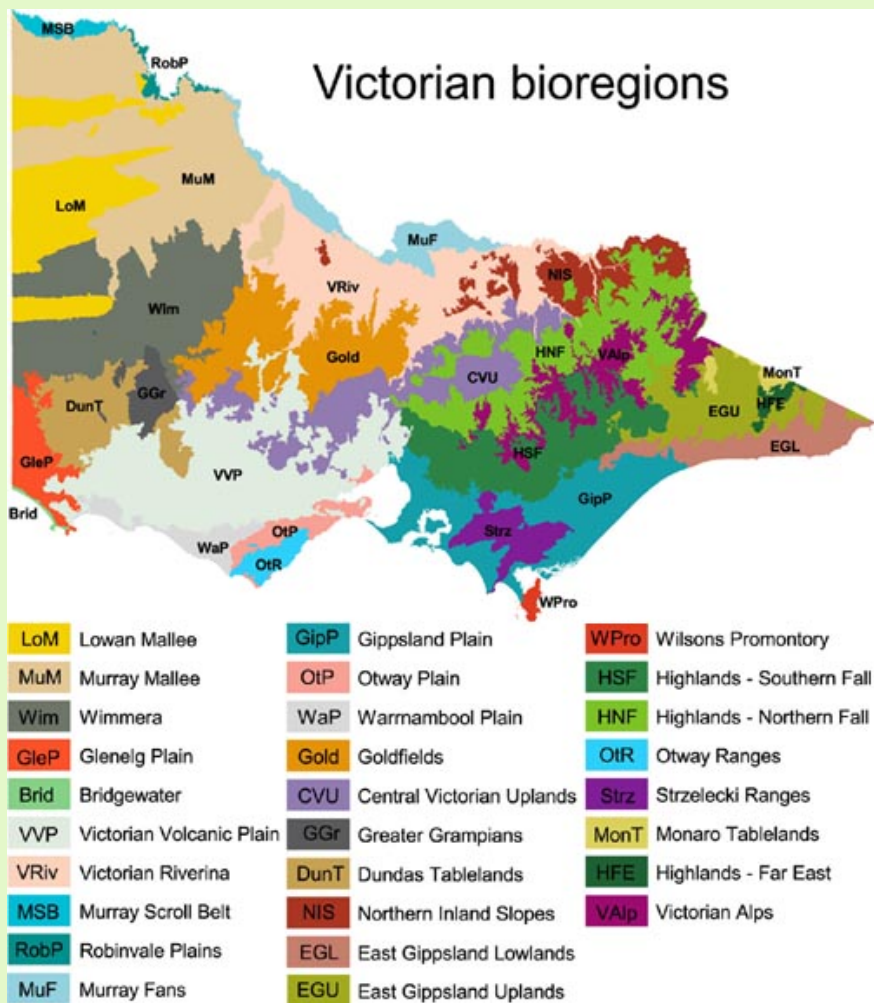 Victorian bioregions
MSB
RobP
MuM
LoM
MuF
VRiv
NIS
Wim
Gold
HNF
VAlp
MonT
CVU
GGr
DunT
EGU
HFE
EGL
HSF
GleP
VVP
GipP
Brid
OtP
Strz
WaP
OtR
WPro
LoM Lowan Mallee
MuM Murray Mallee
Wim Wimmera
GleP Glenelg Plain
Brid Bridgewater
VVP Victorian Volcanic Plain
VRiv Victorian Riverina
MSB Murray Scroll Belt
RobP Robinvale Plains
MuF Murray Fans
GipP Gippsland Plain
OtP Otway Plain
WaP Warrnambool Plain
Gold Goldfields
CVU Central Victorian Uplands
GGr Greater Grampians
DunT Dundas Tablelands
NIS Northern Inland Slopes
EGL East Gippsland Lowlands
EGU East Gippsland Uplands
WPro Wilsons Promontory
HSF Highlands - Southern Fall
HNF Highlands - Northern Fall
OtR Otway Ranges
Strz Strzelecki Ranges
MonT Monaro Tablelands
HFE Highlands - Far East
VAlp Victorian Alps